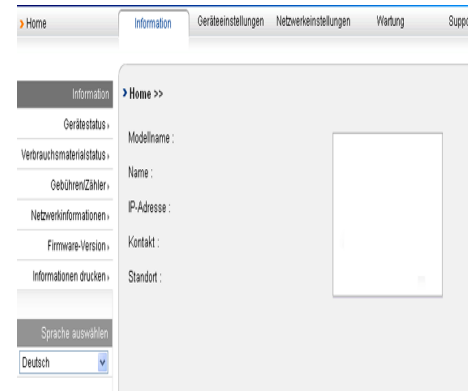 Home
Information Geräteeinstellungen Netzwerkeinstellungen Wartung
Information
Gerätestatus
Verbrauchsmaterialstatus
Gebühren/Zähler
Netzwerkinformationen
Firmware-Version
Informationen drucken
Sprache auswählen
Deutsch
Home >>
Modellname :
Name :
IP-Adresse :
Kontakt :
Standort :